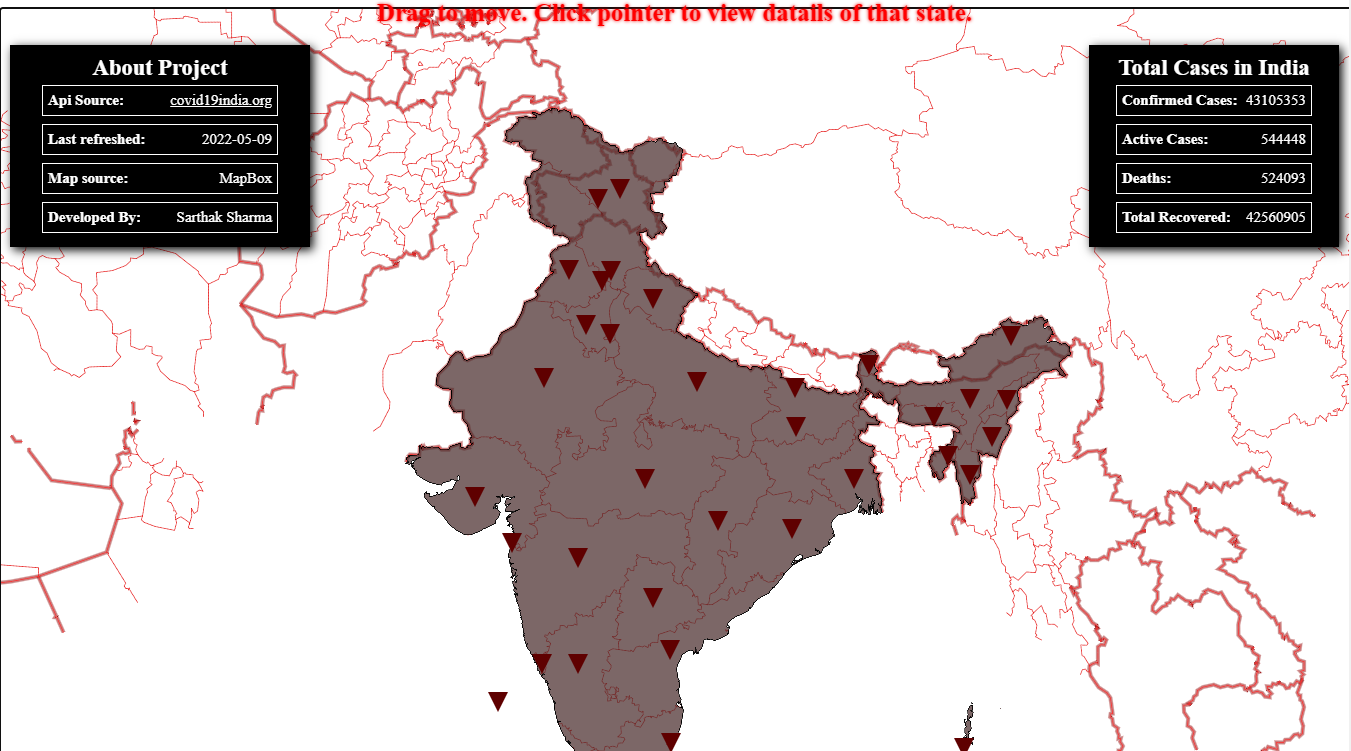 Drag to move. Click pointer to view datails of that state.
About Project
Api Source: covid19india.org
Last refreshed: 2022-05-09
Map source: MapBox
Developed By: Sarthak Sharma
Total Cases in India
Confirmed Cases: 43105353
Active Cases: 544448
Deaths: 524093
Total Recovered: 42560905